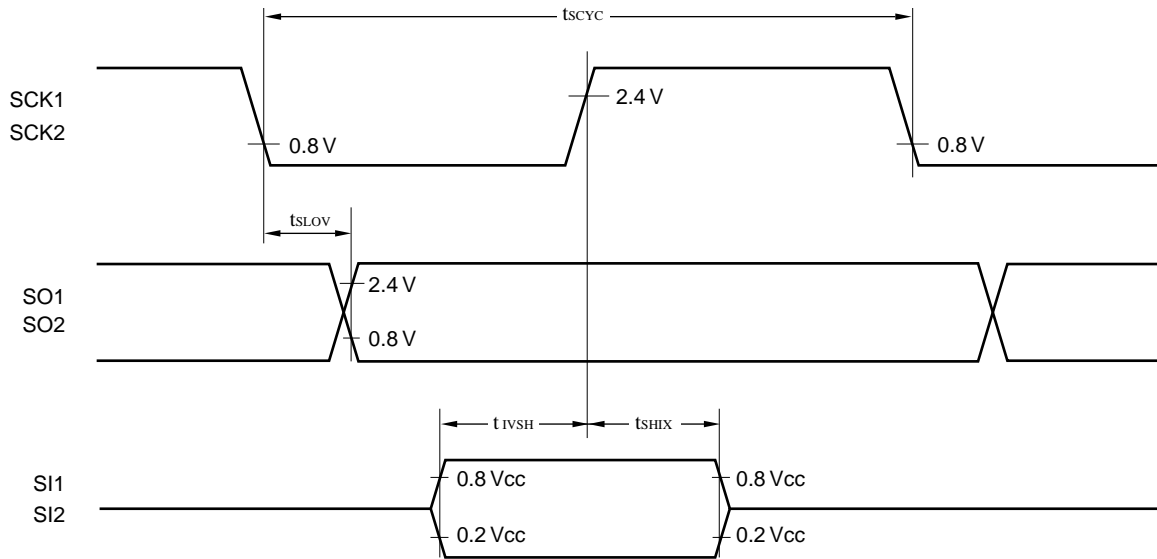 tSCYC
SCK1
SCK2
2.4 V
0.8 V
0.8 V
tSLOV
SO1
SO2
2.4 V
0.8 V
tIVSH
tSHIX
SI1
SI2
0.8 Vcc
0.8 Vcc
0.2 Vcc
0.2 Vcc